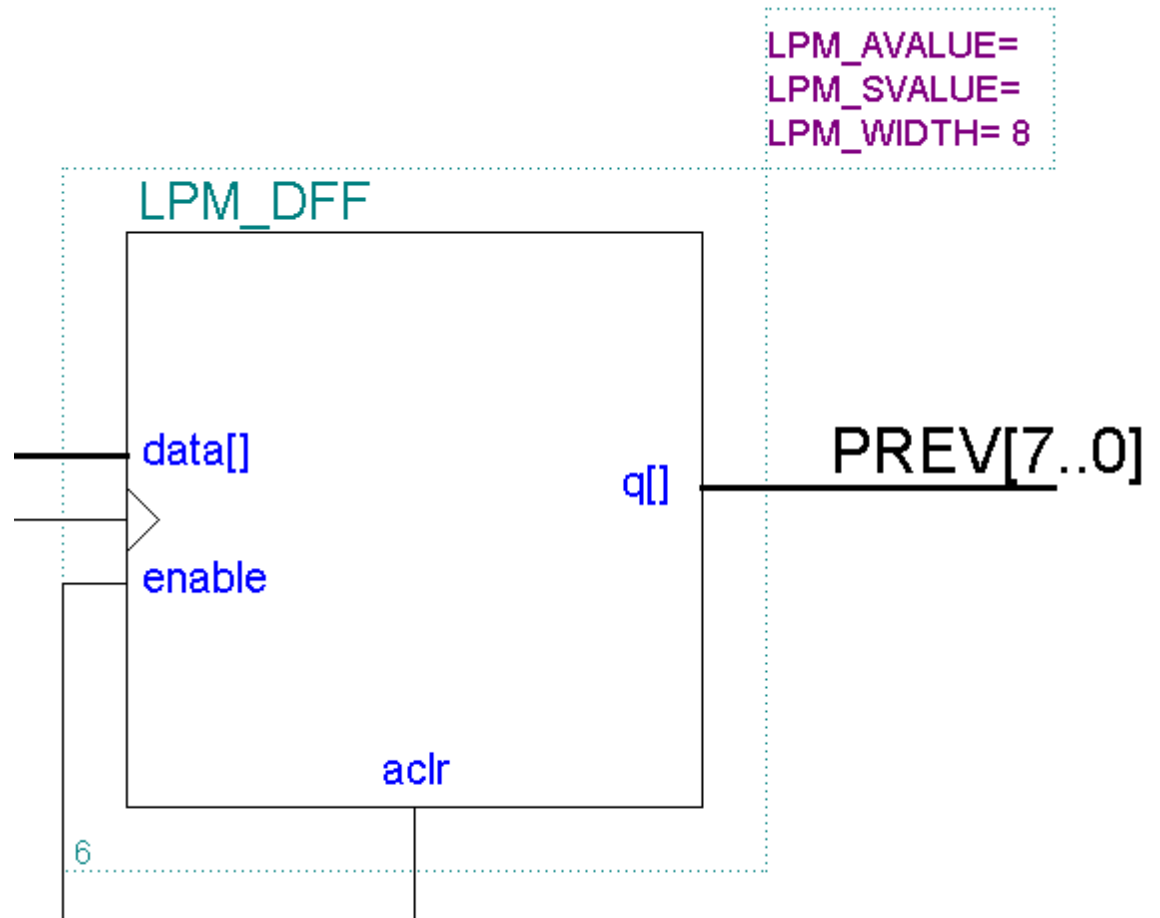 LPM_AVALUE=
LPM_SVALUE=
LPM_WIDTH= 8
LPM_DFF
data[]
q[]
PREV[7..0]
enable
aclr
6